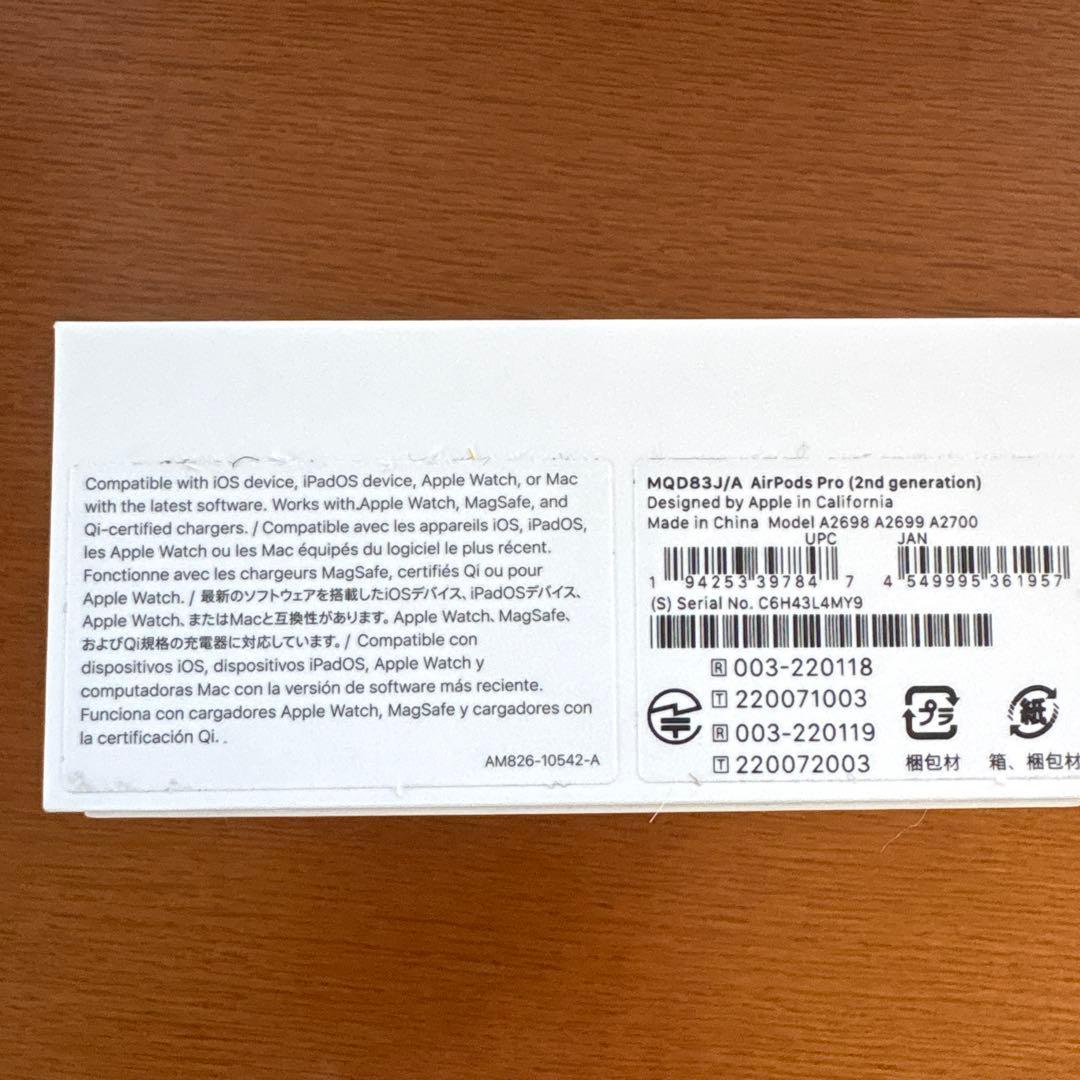 Compatible with iOS device, iPadOS device, Apple Watch, or Mac
with the latest software. Works with Apple Watch, MagSafe, and
Qi-certified chargers. / Compatible avec les appareils iOS, iPadOS,
les Apple Watch ou les Mac équipés du logiciel le plus récent.
Fonctionne avec les chargeurs MagSafe, certifiés Qi ou pour
Apple Watch. / 最新のソフトウェアを搭載したiOSデバイス、iPadOSデバイス、
Apple Watch、またはMacと互換性があります。Apple Watch、MagSafe、
およびQi規格の充電器に対応しています。/ Compatible con
dispositivos iOS, dispositivos iPadOS, Apple Watch y
computadoras Mac con la versión de software más reciente.
Funciona con cargadores Apple Watch, MagSafe y cargadores con
la certificación Qi.
AM826-10542-A
MQD83J/A AirPods Pro (2nd generation)
Designed by Apple in California
Made in China Model A2698 A2699 A2700
UPC JAN
1 94253 39784 7 4 549995 361957
(S) Serial No. C6H43L4MY9
R 003-220118
T 220071003
R 003-220119
T 220072003
プラ 紙
梱包材 箱、梱包材